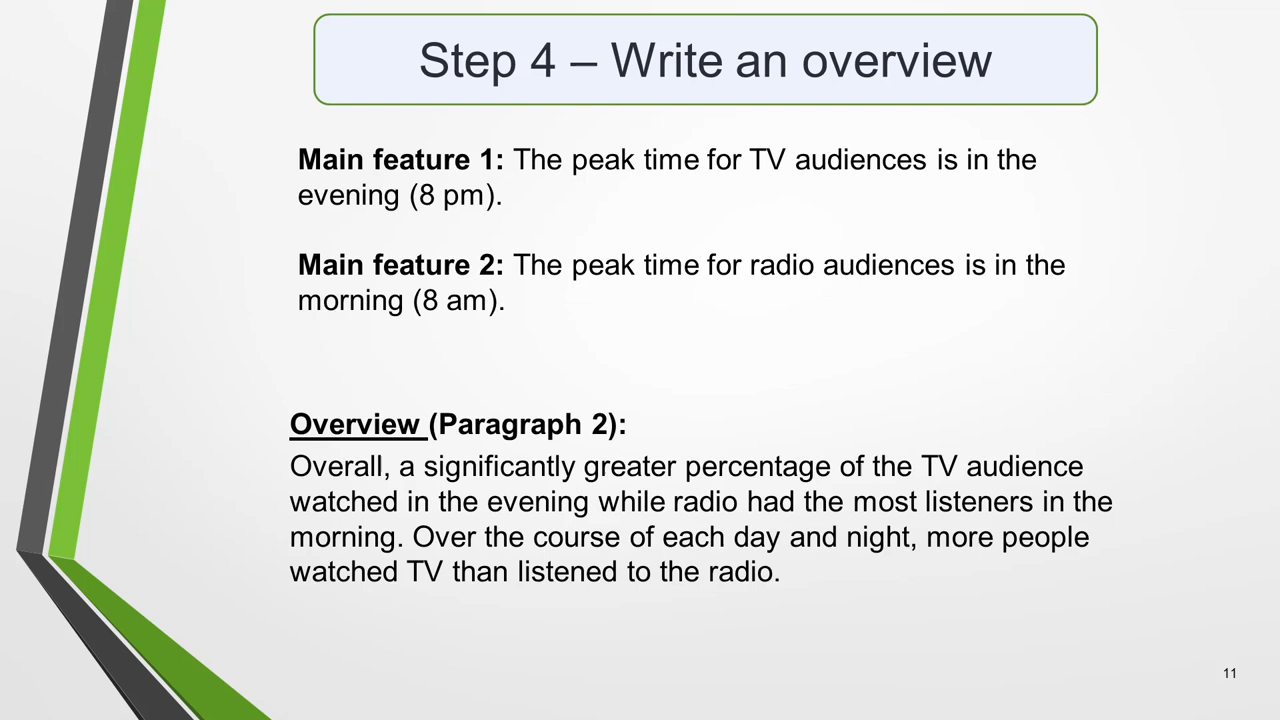 Step 4 – Write an overview
Main feature 1: The peak time for TV audiences is in the
evening (8 pm).
Main feature 2: The peak time for radio audiences is in the
morning (8 am).
Overview (Paragraph 2):
Overall, a significantly greater percentage of the TV audience
watched in the evening while radio had the most listeners in the
morning. Over the course of each day and night, more people
watched TV than listened to the radio.
11